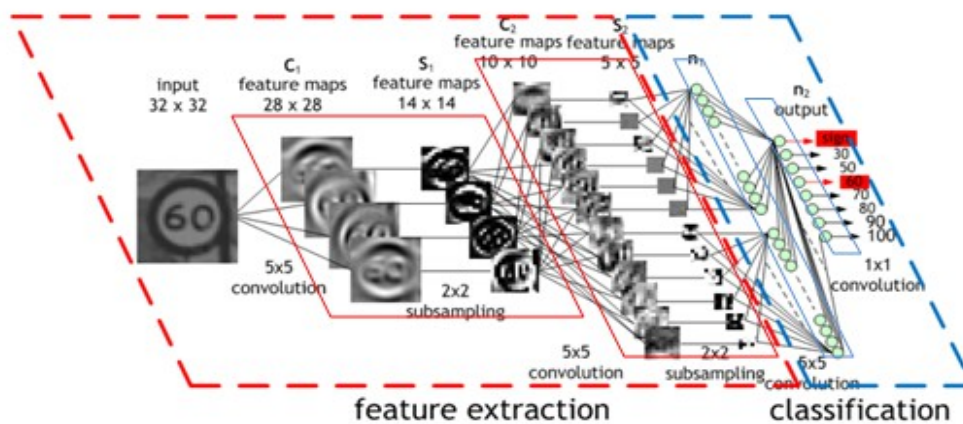 input
32 x 32
C1
feature maps
28 x 28
S1
feature maps
14 x 14
C2
feature maps
10 x 10
S2
feature maps
5 x 5
n1
n2
output
60
sign
30
50
60
70
80
90
100
5x5
convolution
2x2
subsampling
5x5
convolution
2x2
subsampling
5x5
convolution
1x1
convolution
feature extraction
classification